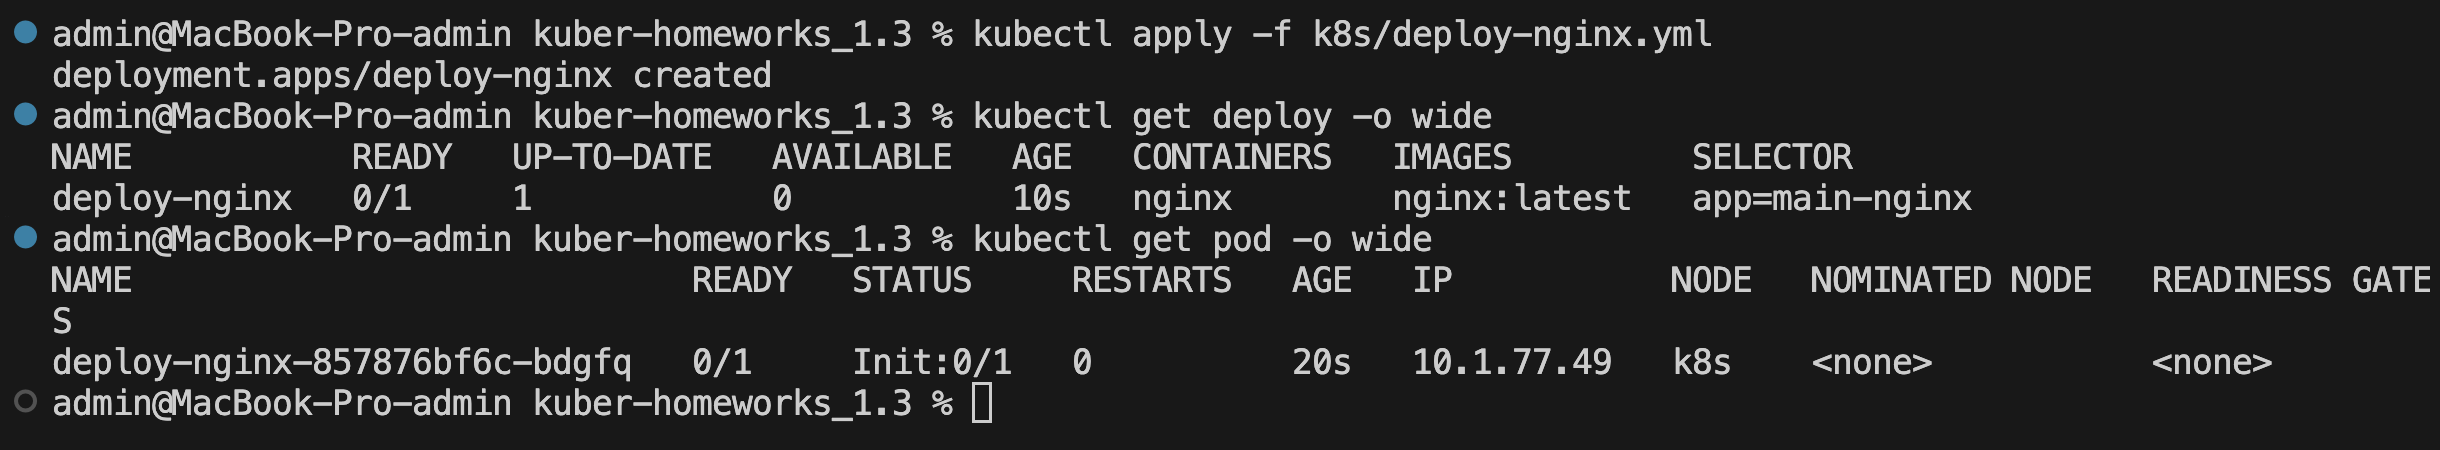 admin@MacBook-Pro-admin kuber-homeworks_1.3 % kubectl apply -f k8s/deploy-nginx.yml
deployment.apps/deploy-nginx created
admin@MacBook-Pro-admin kuber-homeworks_1.3 % kubectl get deploy -o wide
NAME           READY   UP-TO-DATE   AVAILABLE   AGE   CONTAINERS   IMAGES         SELECTOR
deploy-nginx   0/1     1            0           10s   nginx        nginx:latest   app=main-nginx
admin@MacBook-Pro-admin kuber-homeworks_1.3 % kubectl get pod -o wide
NAME                            READY   STATUS     RESTARTS   AGE   IP           NODE   NOMINATED NODE   READINESS GATE
S
deploy-nginx-857876bf6c-bdgfq   0/1     Init:0/1   0          20s   10.1.77.49   k8s    <none>           <none>
admin@MacBook-Pro-admin kuber-homeworks_1.3 %